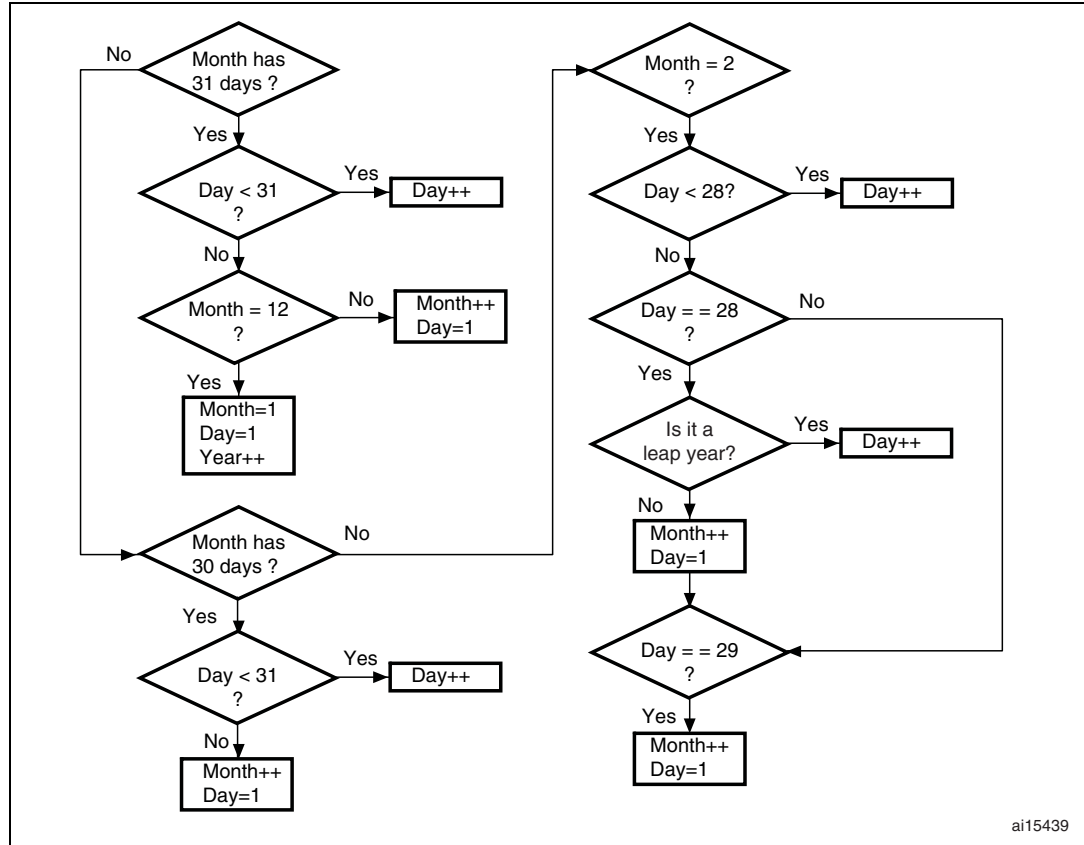 No
Month has
31 days ?
Yes
Day < 31
?
Yes
Day++
No
Month = 12
?
No
Month++
Day=1
Yes
Month=1
Day=1
Year++
Month has
30 days ?
No
Yes
Day < 31
?
Yes
Day++
No
Month++
Day=1
Month = 2
?
Yes
Day < 28?
Yes
Day++
No
Day = = 28
?
No
Yes
Is it a
leap year?
Yes
Day++
No
Month++
Day=1
Day = = 29
?
Yes
Month++
Day=1
ai15439